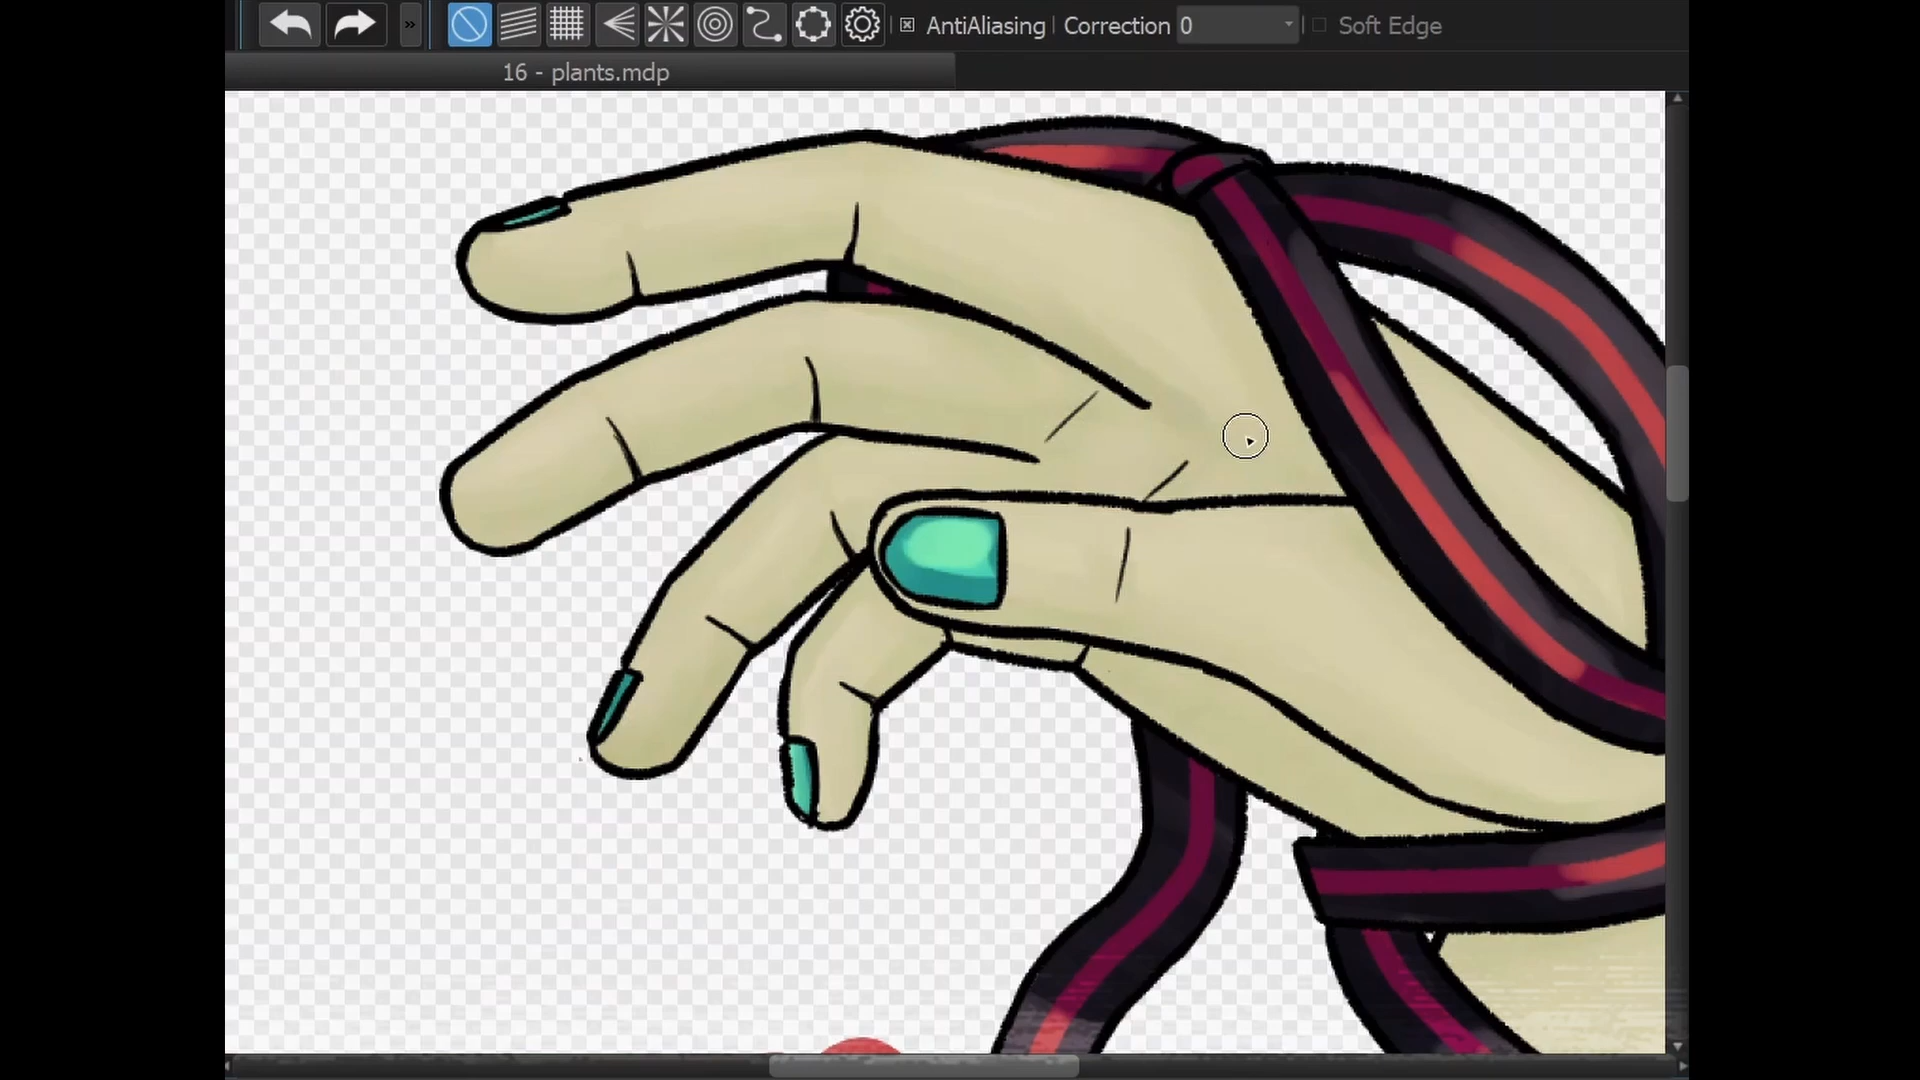 » AntiAliasing Correction 0 Soft Edge
16 - plants.mdp